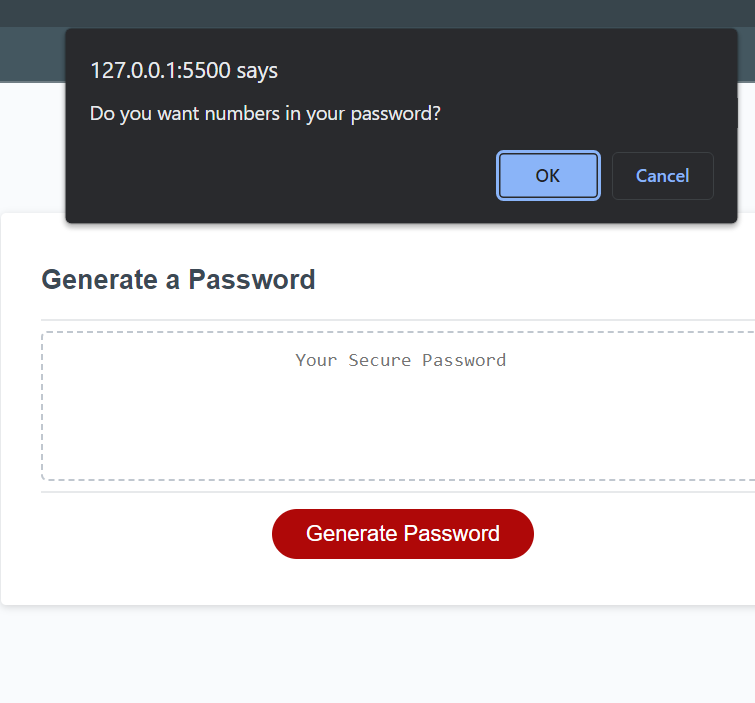 127.0.0.1:5500 says
Do you want numbers in your password?
OK
Cancel
Generate a Password
Your Secure Password
Generate Password